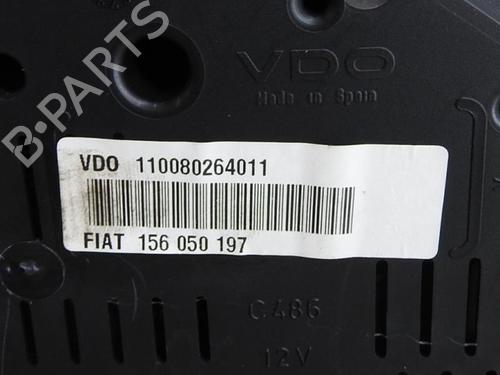 VDO
Made in Spain
B-PARTS
VDO 110080264011
FIAT 156 050 197
C486
12V